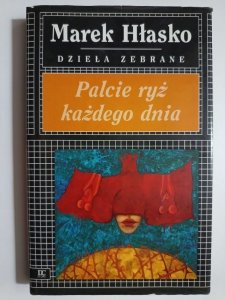 Marek Hłasko
DZIEŁA ZEBRANE
Palcie ryż
każdego dnia